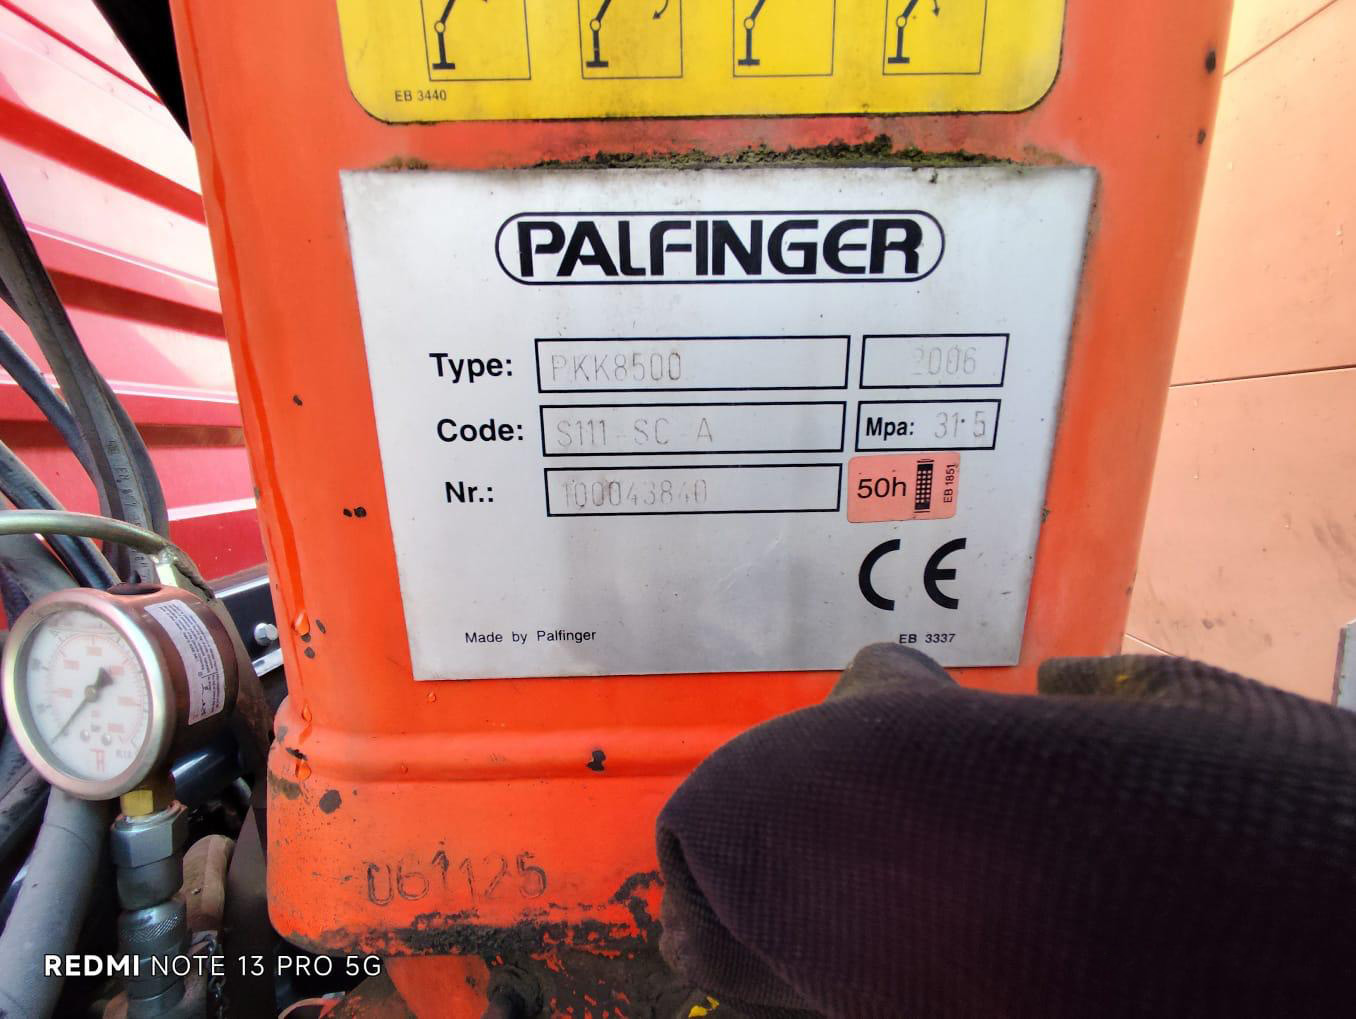 EB 3440
PALFINGER
Type: PKK8500 2006
Code: S111-SC-A Mpa: 31.5
Nr.: 100043840
50h EB 1851
CE
Made by Palfinger EB 3337
061125
REDMI NOTE 13 PRO 5G